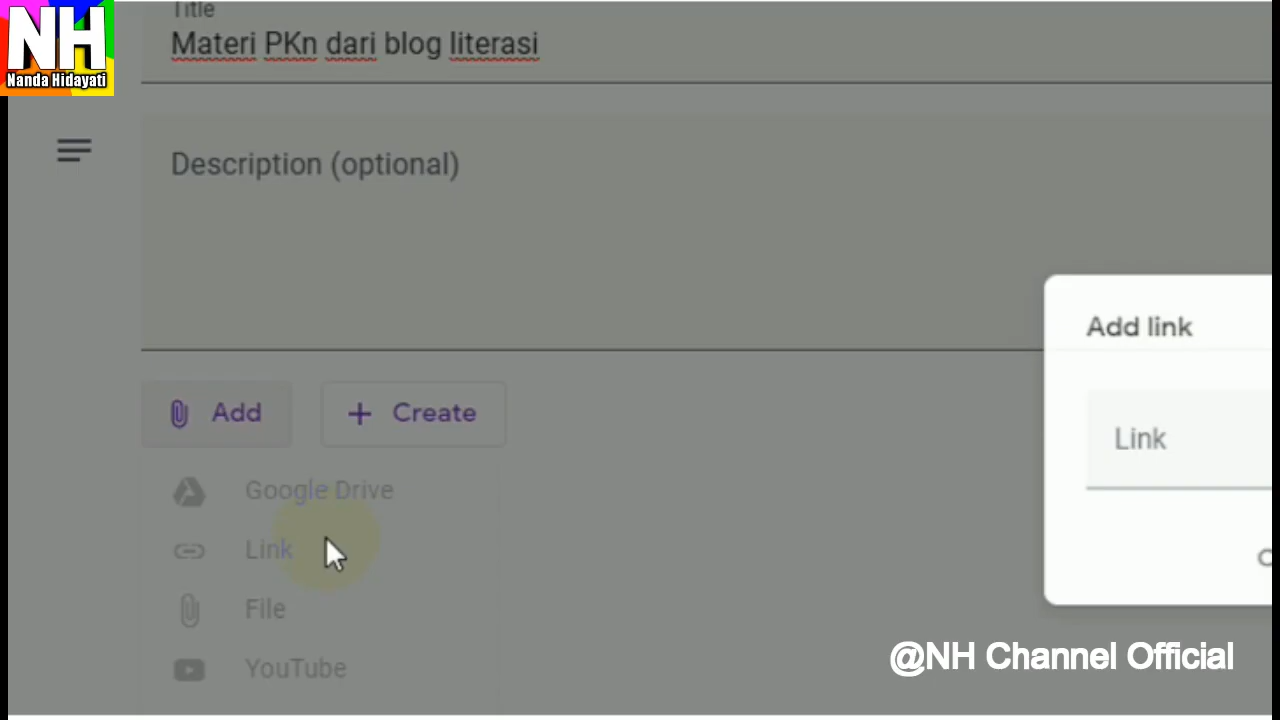 NH
Nanda Hidayati
Title
Materi PKn dari blog literasi
Description (optional)
Add
Create
Google Drive
Link
File
YouTube
Add link
Link
@NH Channel Official